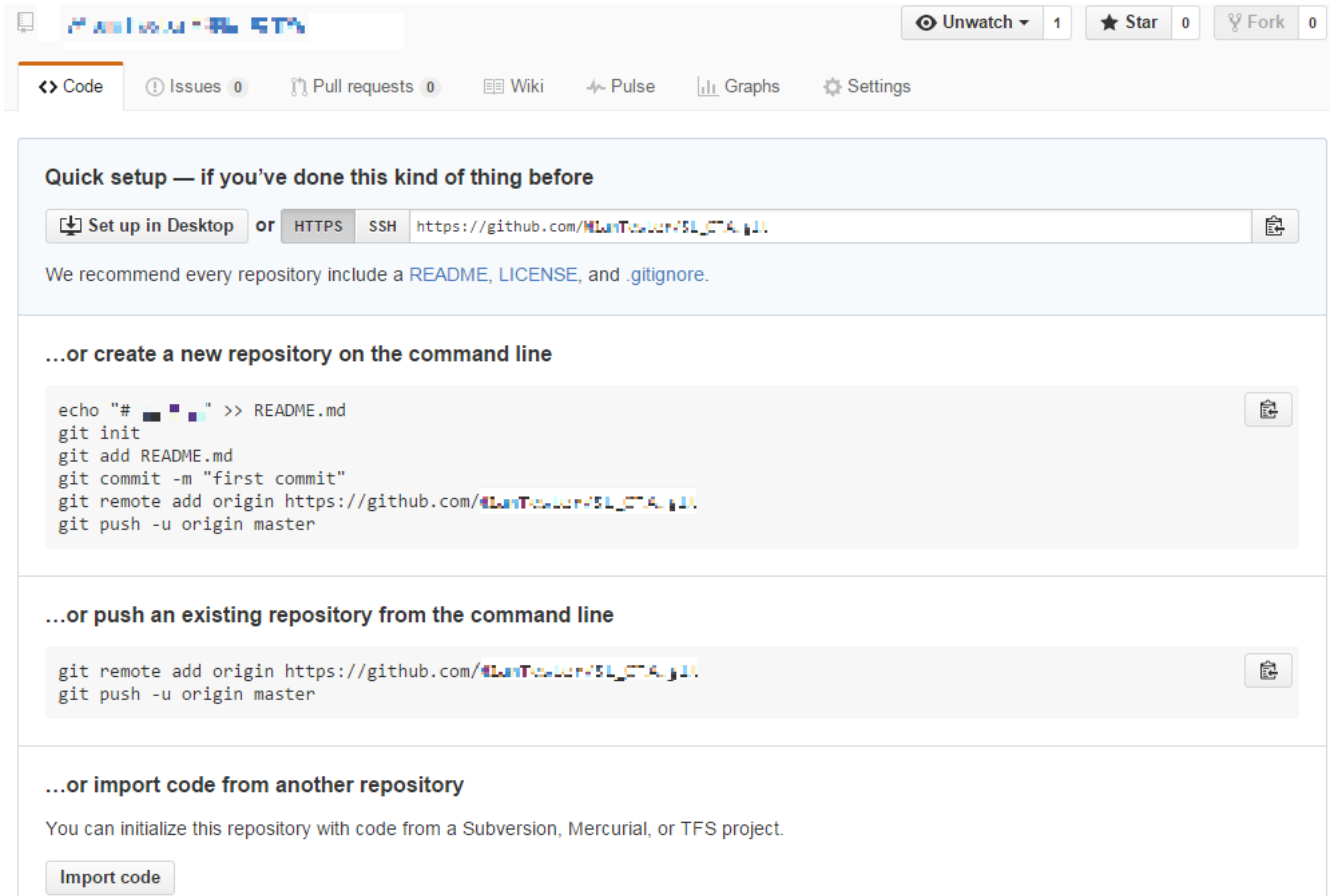 Unwatch 1 Star 0 Fork 0
Code Issues 0 Pull requests 0 Wiki Pulse Graphs Settings
Quick setup — if you've done this kind of thing before
Set up in Desktop or HTTPS SSH https://github.com/
We recommend every repository include a README, LICENSE, and .gitignore.
…or create a new repository on the command line
echo "# " >> README.md
git init
git add README.md
git commit -m "first commit"
git remote add origin https://github.com/
git push -u origin master
…or push an existing repository from the command line
git remote add origin https://github.com/
git push -u origin master
…or import code from another repository
You can initialize this repository with code from a Subversion, Mercurial, or TFS project.
Import code